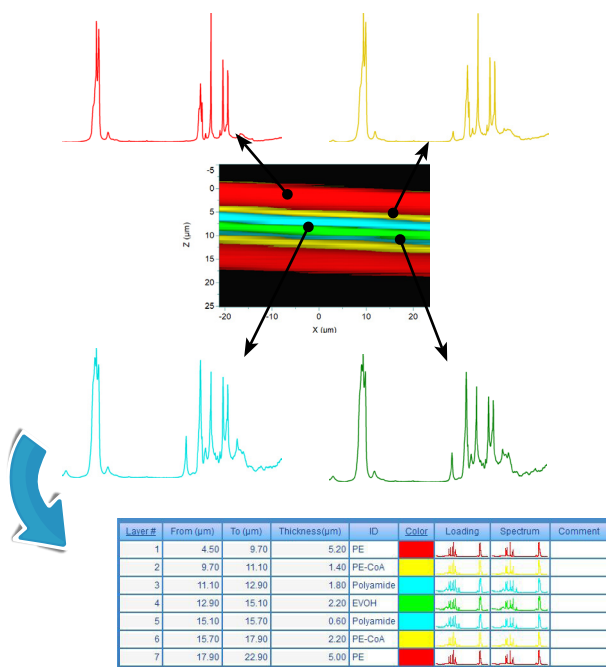 -5
0
5
10
15
20
25
Z (µm)
-20 -10 0 10 20
X (µm)
Layer # From (µm) To (µm) Thickness(µm) ID Color Loading Spectrum Comment
1 4.50 9.70 5.20 PE
2 9.70 11.10 1.40 PE-CoA
3 11.10 12.90 1.80 Polyamide
4 12.90 15.10 2.20 EVOH
5 15.10 15.70 0.60 Polyamide
6 15.70 17.90 2.20 PE-CoA
7 17.90 22.90 5.00 PE